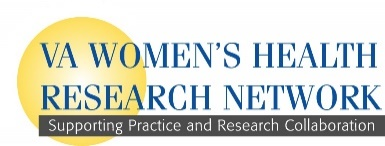 VA WOMEN'S HEALTH
RESEARCH NETWORK
Supporting Practice and Research Collaboration